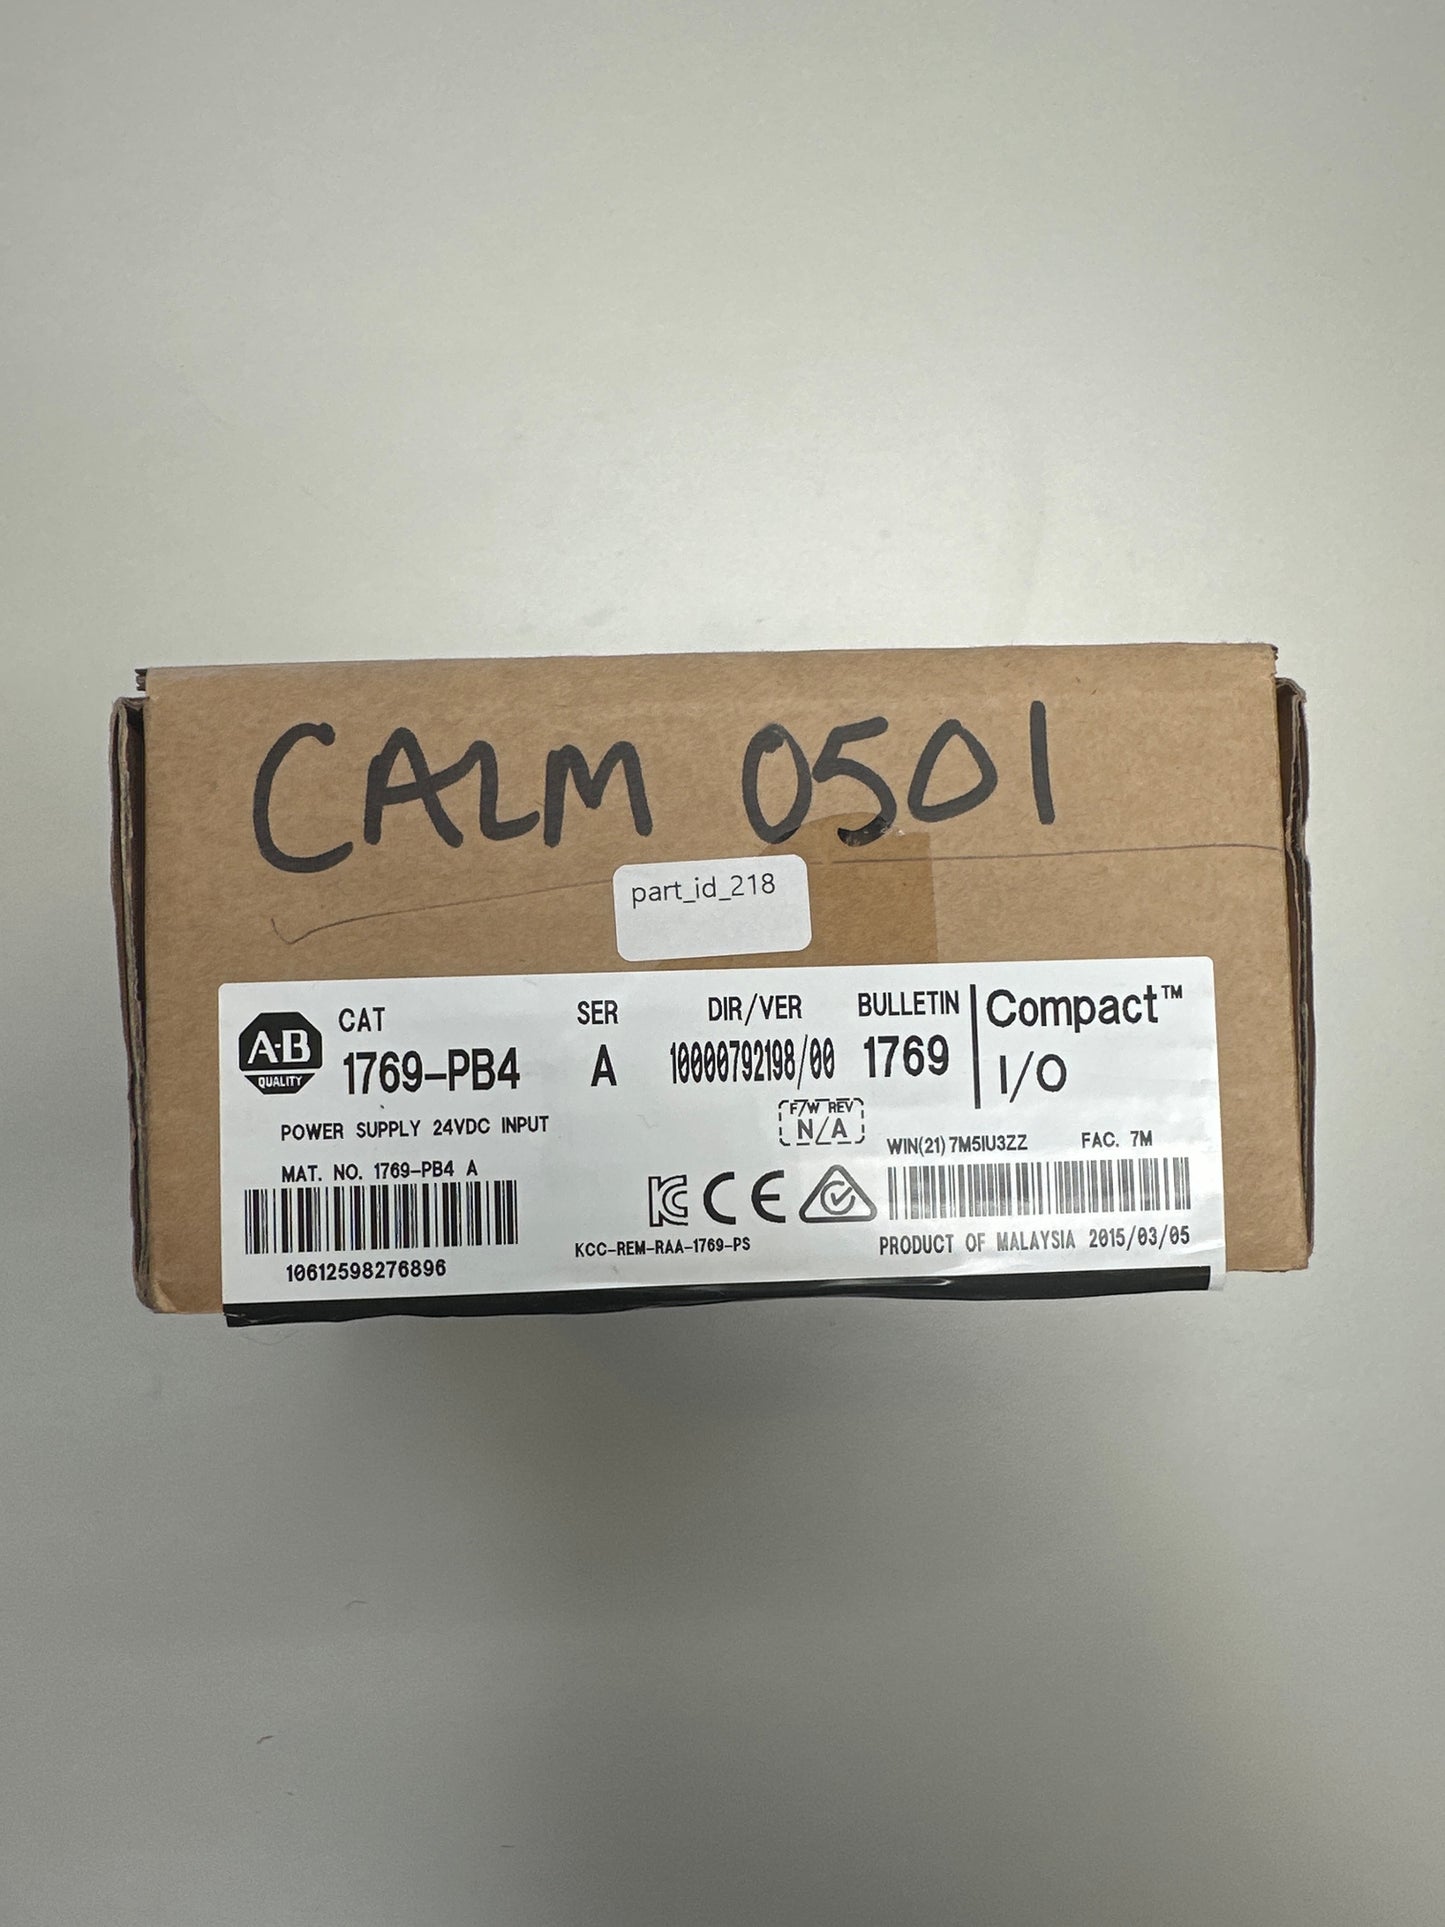 CALM 0501
part_id_218
A-B
QUALITY
CAT
1769-PB4
SER
A
DIR/VER
10000792198/00
BULLETIN
1769
Compact™
I/O
POWER SUPPLY 24VDC INPUT
F/W REV
N/A
MAT. NO. 1769-PB4 A
10612598276896
KC CE
KCC-REM-RAA-1769-PS
WIN(21) 7M5IU3ZZ FAC. 7M
PRODUCT OF MALAYSIA 2015/03/05